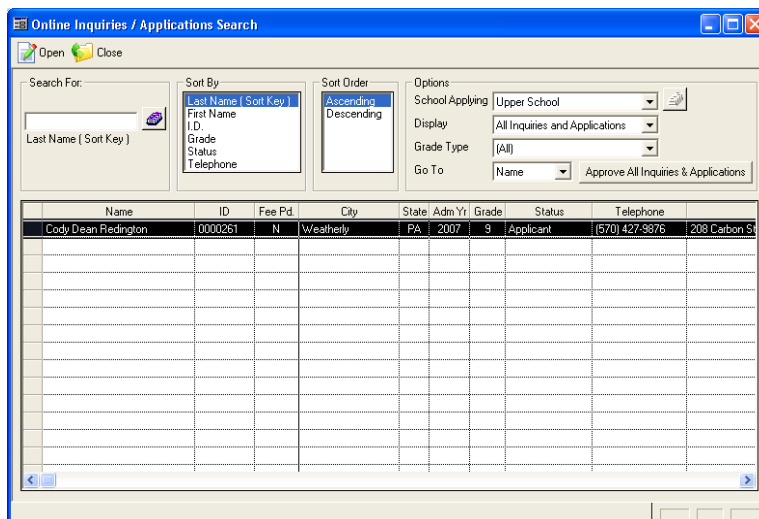 Online Inquiries / Applications Search
Open Close
Search For:
Last Name ( Sort Key )
Sort By
Last Name ( Sort Key )
First Name
I.D.
Grade
Status
Telephone
Sort Order
Ascending
Descending
Options
School Applying Upper School
Display All Inquiries and Applications
Grade Type (All)
Go To Name Approve All Inquiries & Applications
Name ID Fee Pd. City State Adm Yr Grade Status Telephone
Cody Dean Redington 0000261 N Weatherly PA 2007 9 Applicant (570) 427-9876 208 Carbon St